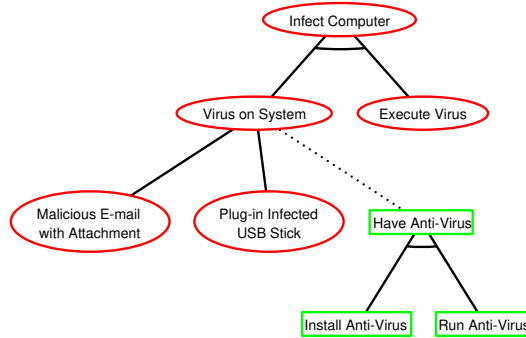 Infect Computer
Virus on System
Execute Virus
Malicious E-mail
with Attachment
Plug-in Infected
USB Stick
Have Anti-Virus
Install Anti-Virus
Run Anti-Virus